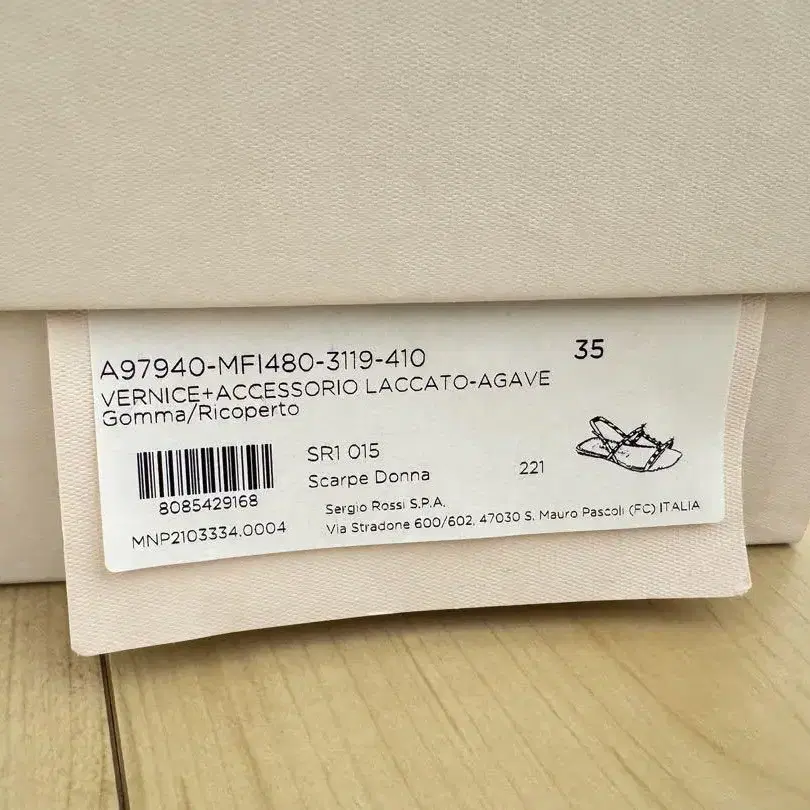 A97940-MFI480-3119-410 35
VERNICE+ACCESSORIO LACCATO-AGAVE
Gomma/Ricoperto
SR1 015
Scarpe Donna 221
8085429168
Sergio Rossi S.P.A.
MNP2103334.0004
Via Stradone 600/602, 47030 S. Mauro Pascoli (FC) ITALIA